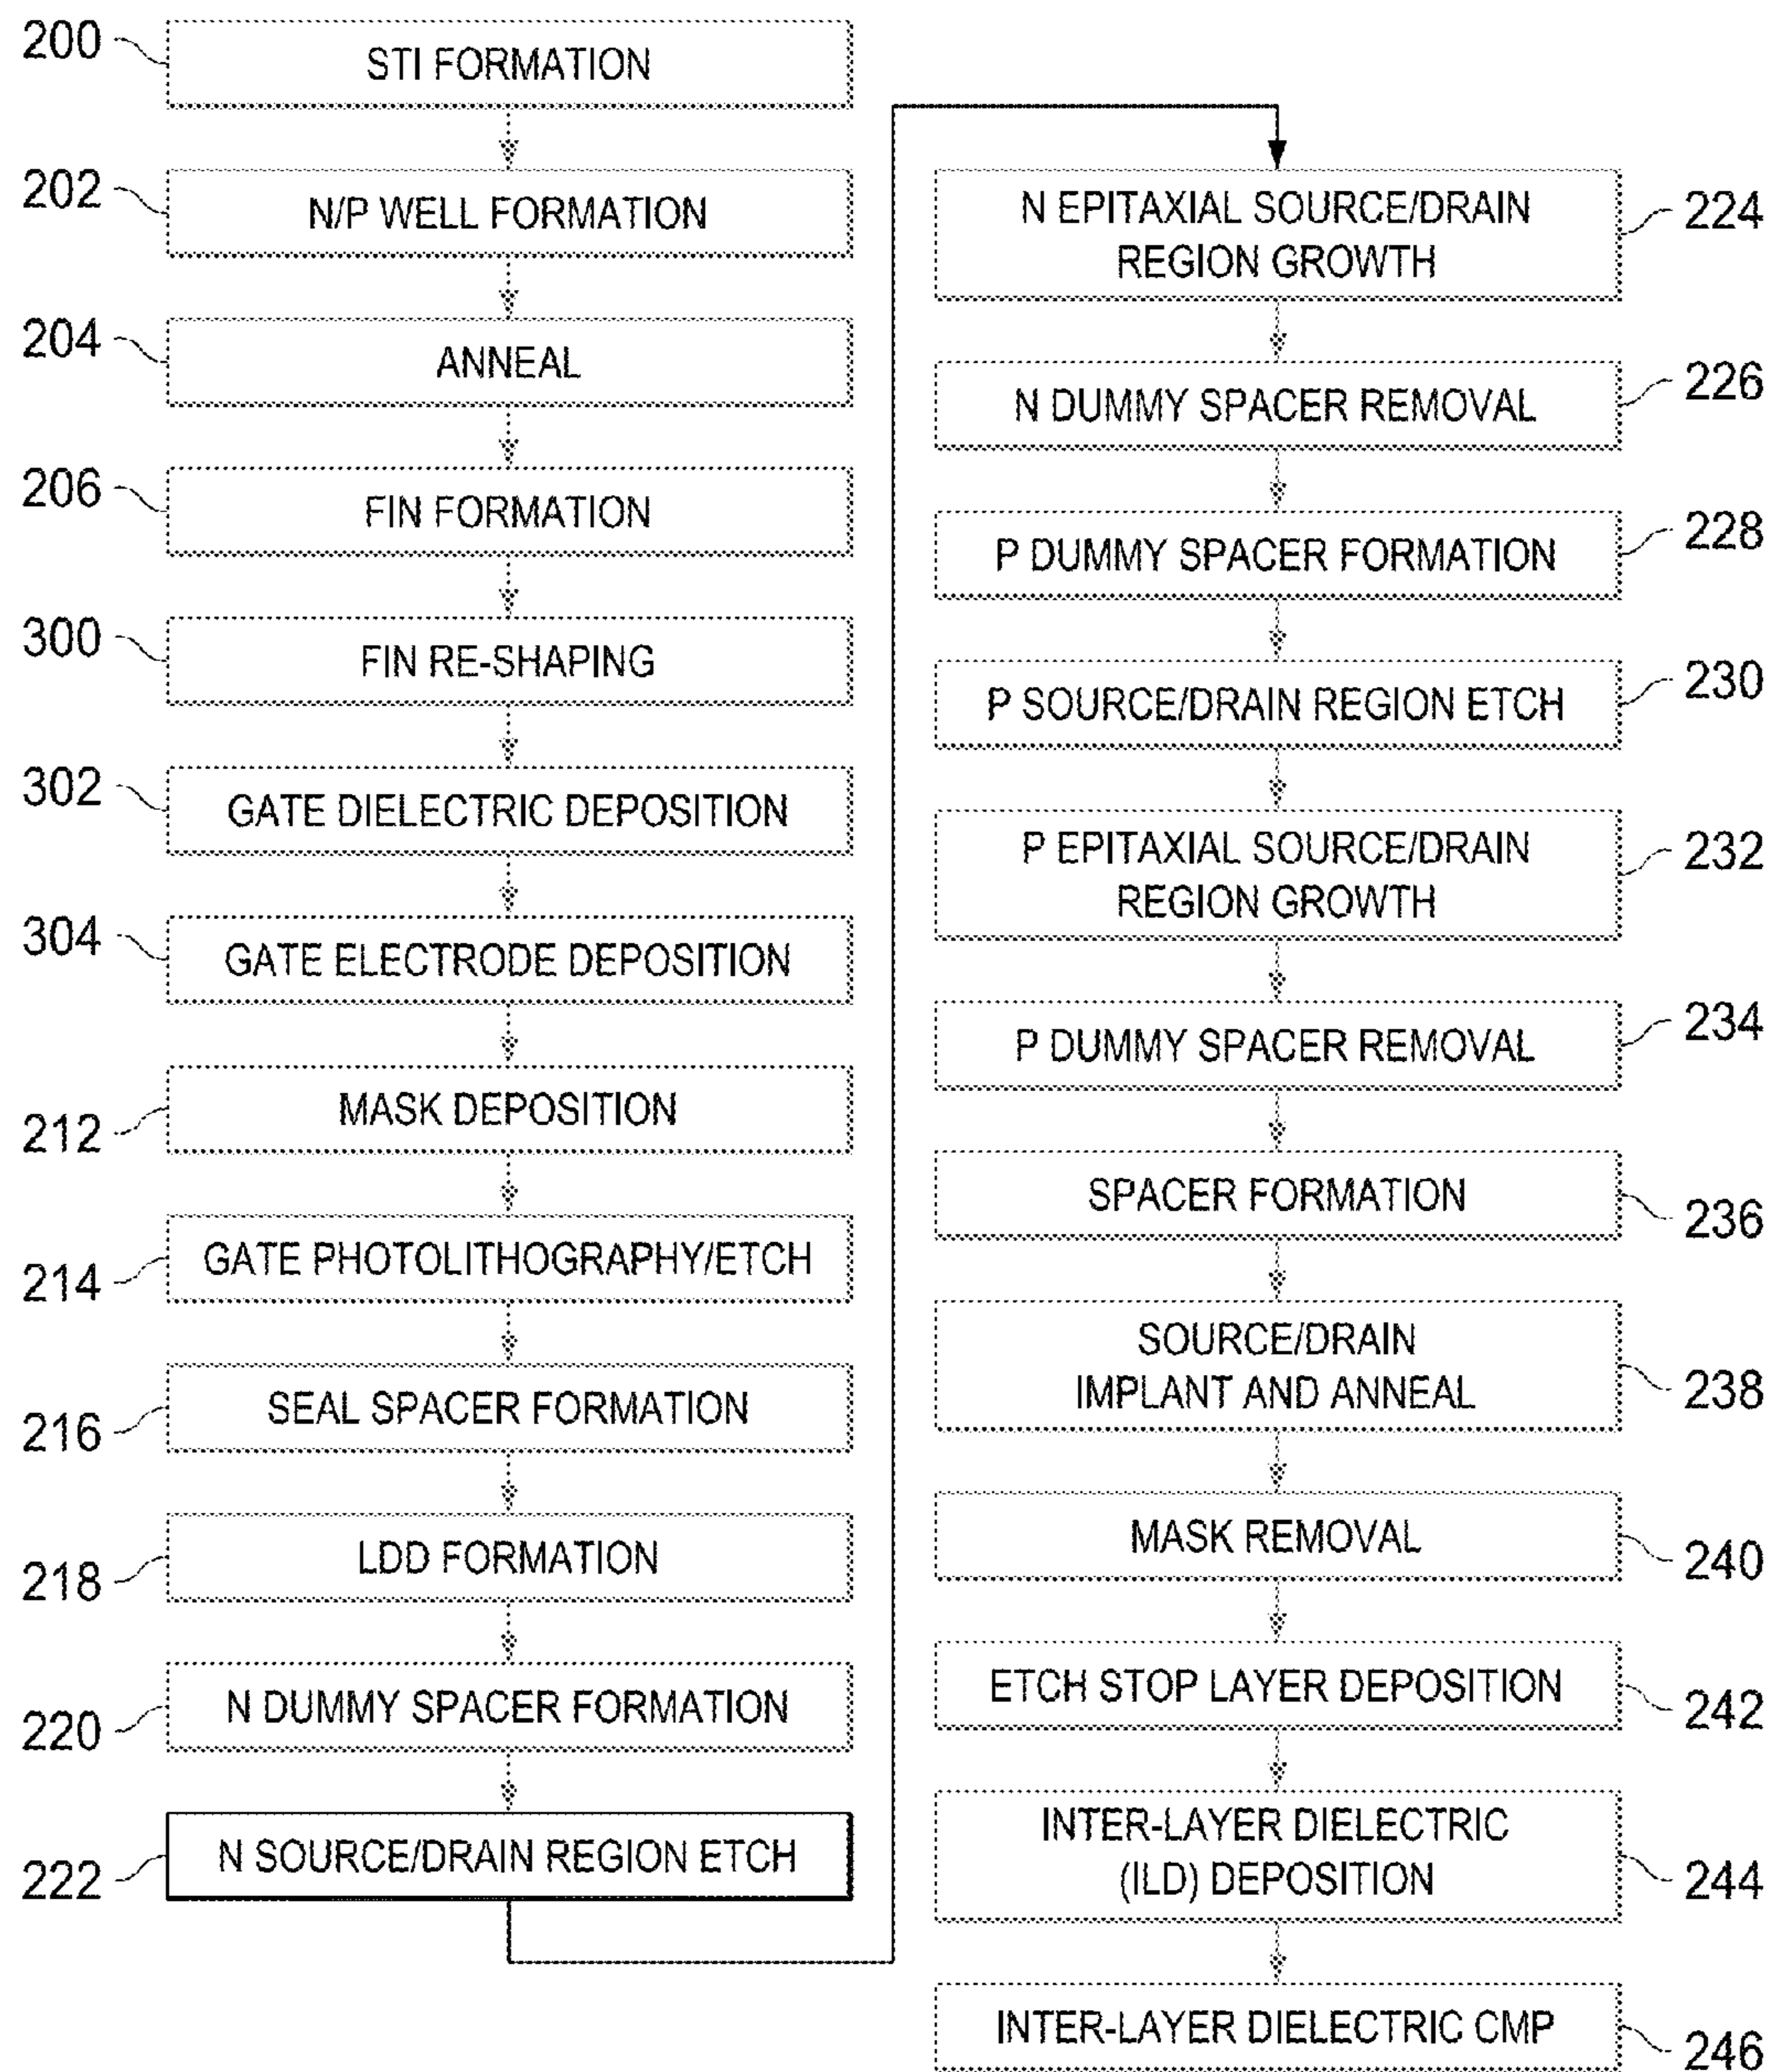 200
STI FORMATION
202
N/P WELL FORMATION
204
ANNEAL
206
FIN FORMATION
300
FIN RE-SHAPING
302
GATE DIELECTRIC DEPOSITION
304
GATE ELECTRODE DEPOSITION
212
MASK DEPOSITION
214
GATE PHOTOLITHOGRAPHY/ETCH
216
SEAL SPACER FORMATION
218
LDD FORMATION
220
N DUMMY SPACER FORMATION
222
N SOURCE/DRAIN REGION ETCH
N EPITAXIAL SOURCE/DRAIN
REGION GROWTH
224
N DUMMY SPACER REMOVAL
226
P DUMMY SPACER FORMATION
228
P SOURCE/DRAIN REGION ETCH
230
P EPITAXIAL SOURCE/DRAIN
REGION GROWTH
232
P DUMMY SPACER REMOVAL
234
SPACER FORMATION
236
SOURCE/DRAIN
IMPLANT AND ANNEAL
238
MASK REMOVAL
240
ETCH STOP LAYER DEPOSITION
242
INTER-LAYER DIELECTRIC
(ILD) DEPOSITION
244
INTER-LAYER DIELECTRIC CMP
246